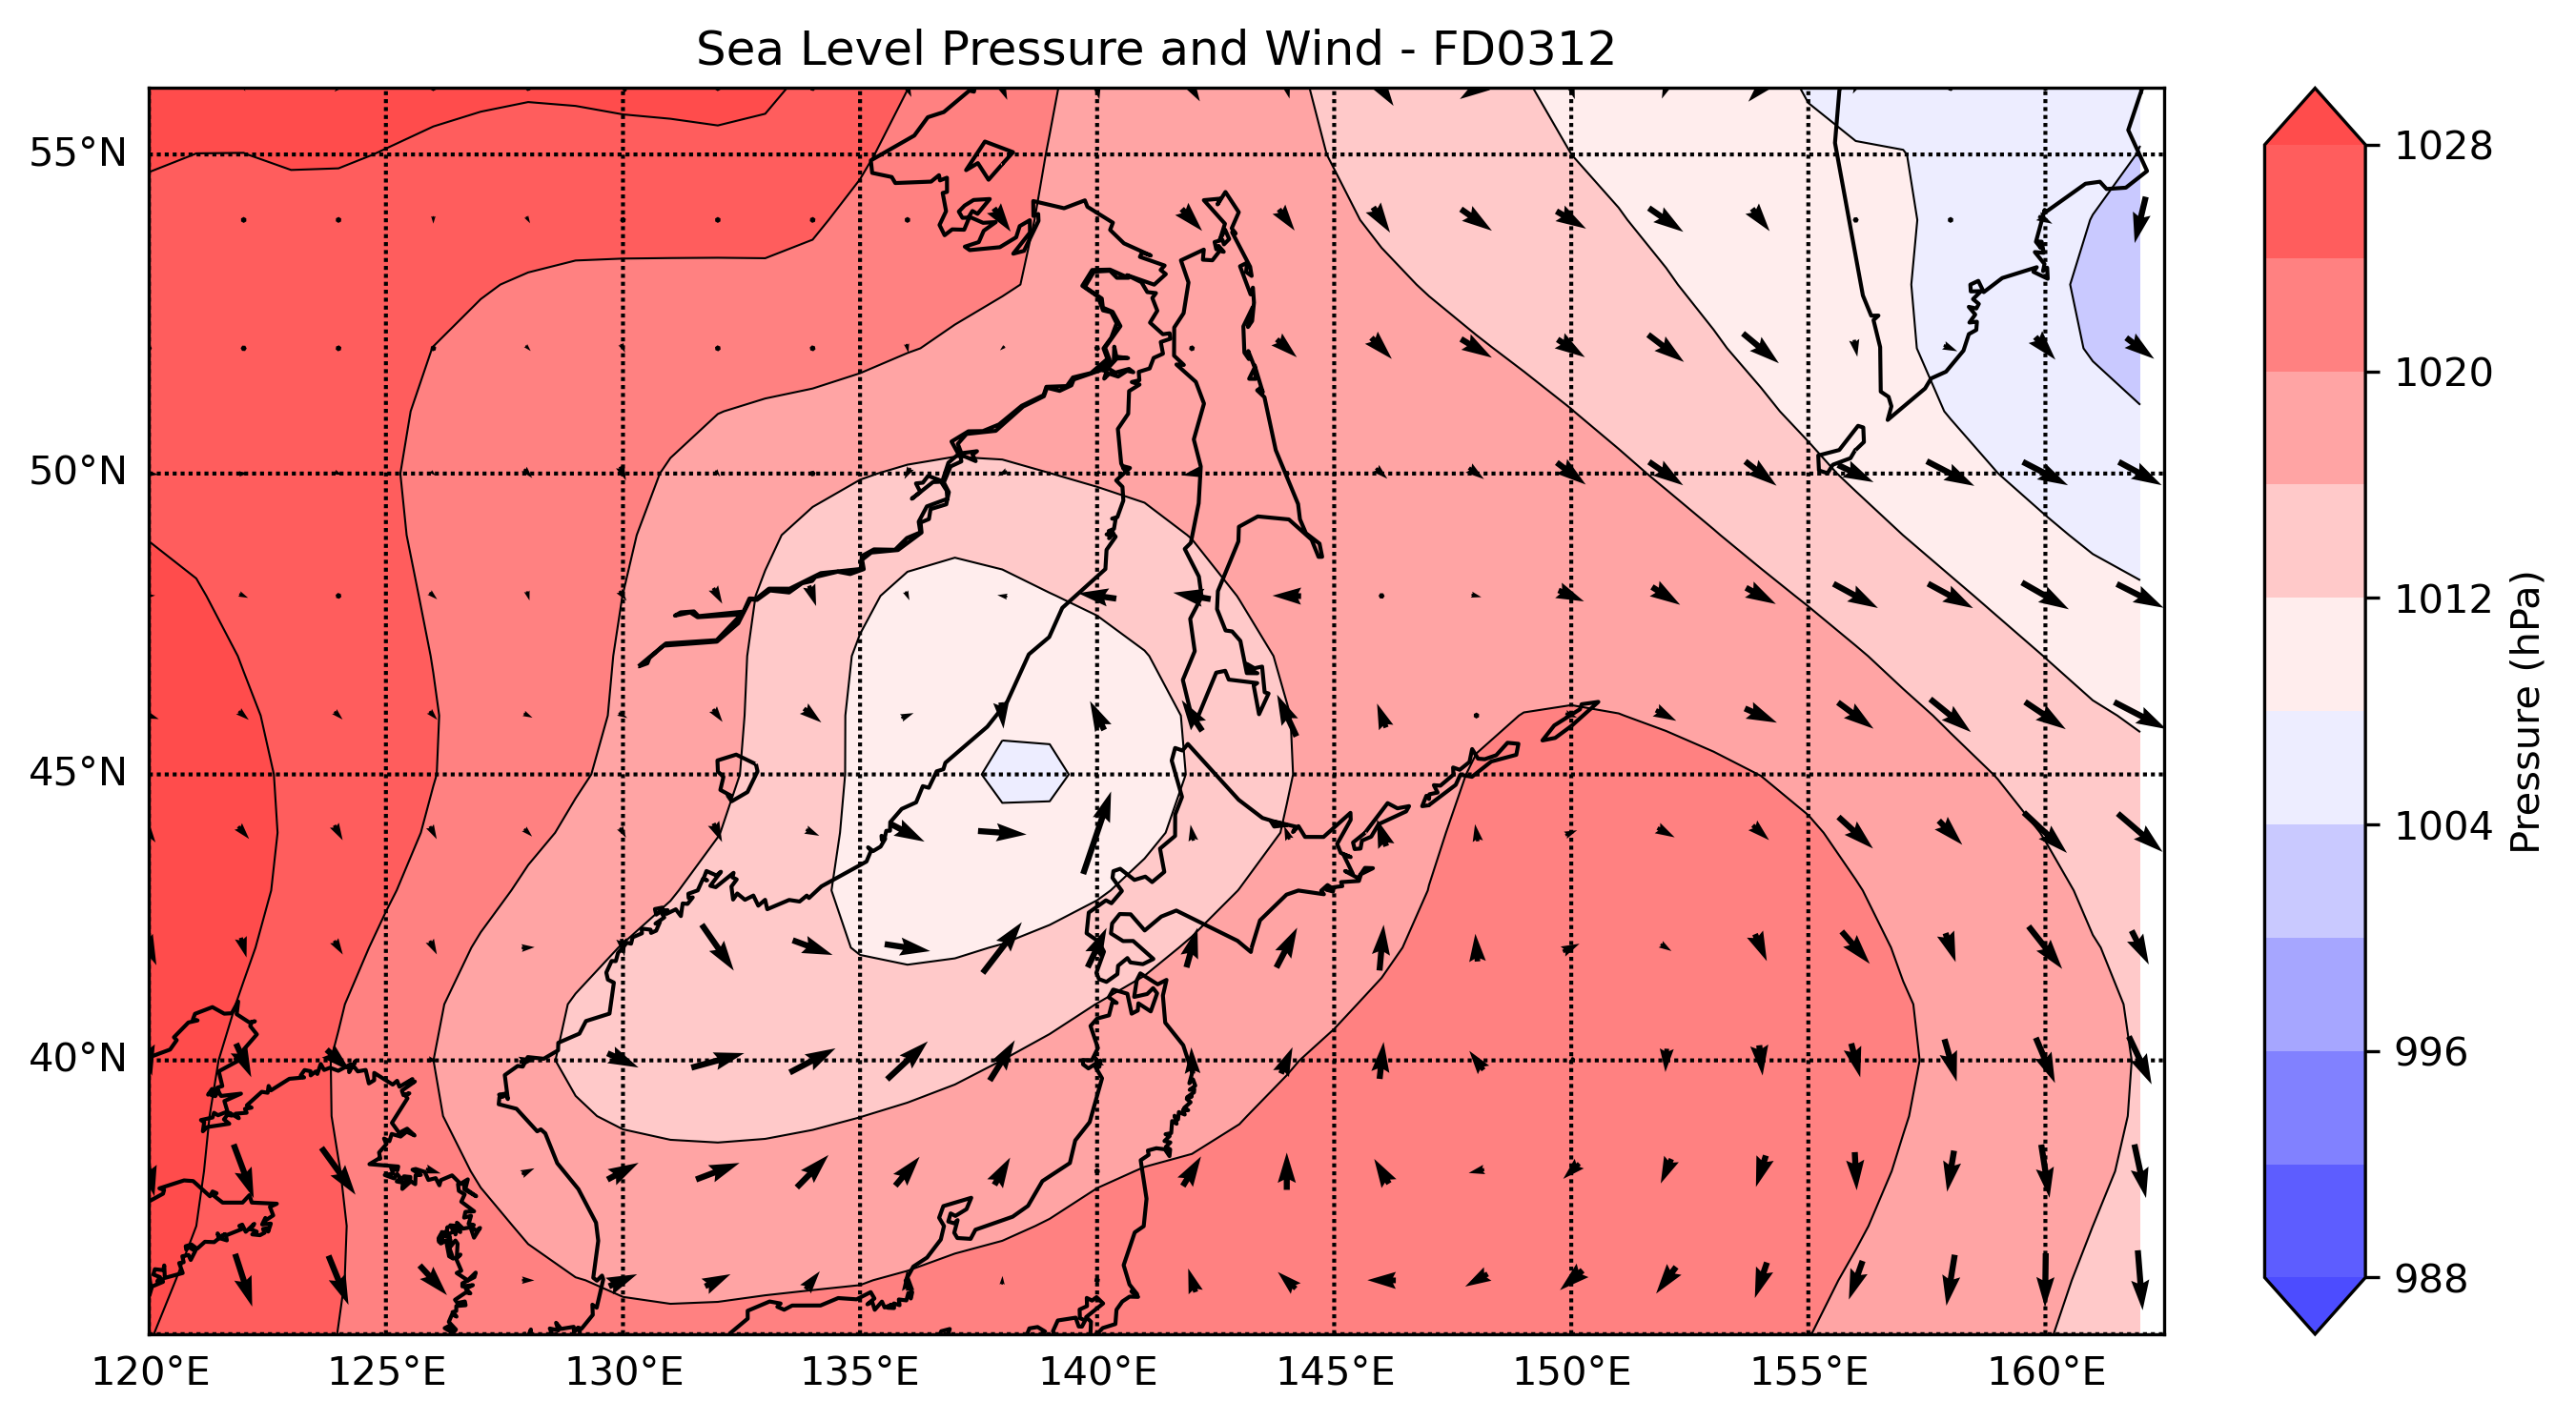 Sea Level Pressure and Wind - FD0312
55°N
50°N
45°N
40°N
120°E 125°E 130°E 135°E 140°E 145°E 150°E 155°E 160°E
1028
1020
1012
1004
996
988
Pressure (hPa)